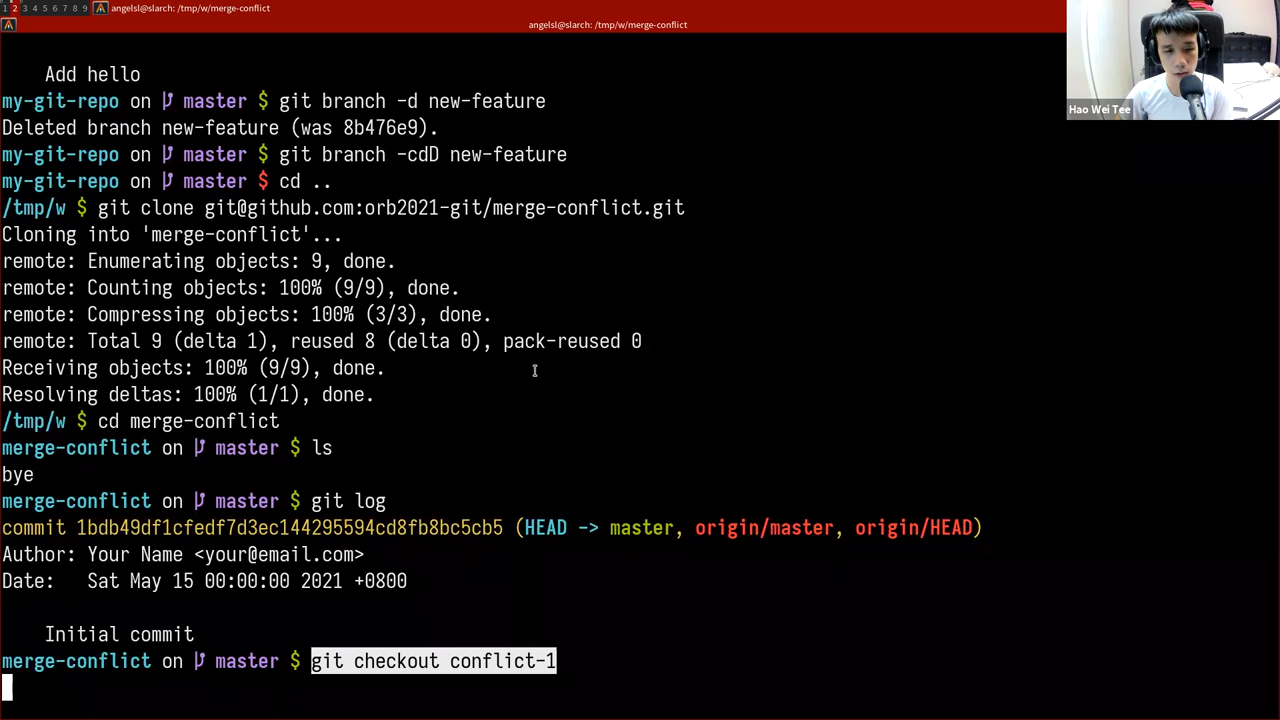 1 2 3 4 5 6 7 8 9 angelsl@slarch: /tmp/w/merge-conflict
angelsl@slarch: /tmp/w/merge-conflict
Hao Wei Tee
Add hello
my-git-repo on master $ git branch -d new-feature
Deleted branch new-feature (was 8b476e9).
my-git-repo on master $ git branch -cdD new-feature
my-git-repo on master $ cd ..
/tmp/w $ git clone git@github.com:orb2021-git/merge-conflict.git
Cloning into 'merge-conflict'...
remote: Enumerating objects: 9, done.
remote: Counting objects: 100% (9/9), done.
remote: Compressing objects: 100% (3/3), done.
remote: Total 9 (delta 1), reused 8 (delta 0), pack-reused 0
Receiving objects: 100% (9/9), done.
Resolving deltas: 100% (1/1), done.
/tmp/w $ cd merge-conflict
merge-conflict on master $ ls
bye
merge-conflict on master $ git log
commit 1bdb49df1cfedf7d3ec144295594cd8fb8bc5cb5 (HEAD -> master, origin/master, origin/HEAD)
Author: Your Name <your@email.com>
Date:   Sat May 15 00:00:00 2021 +0800
Initial commit
merge-conflict on master $ git checkout conflict-1